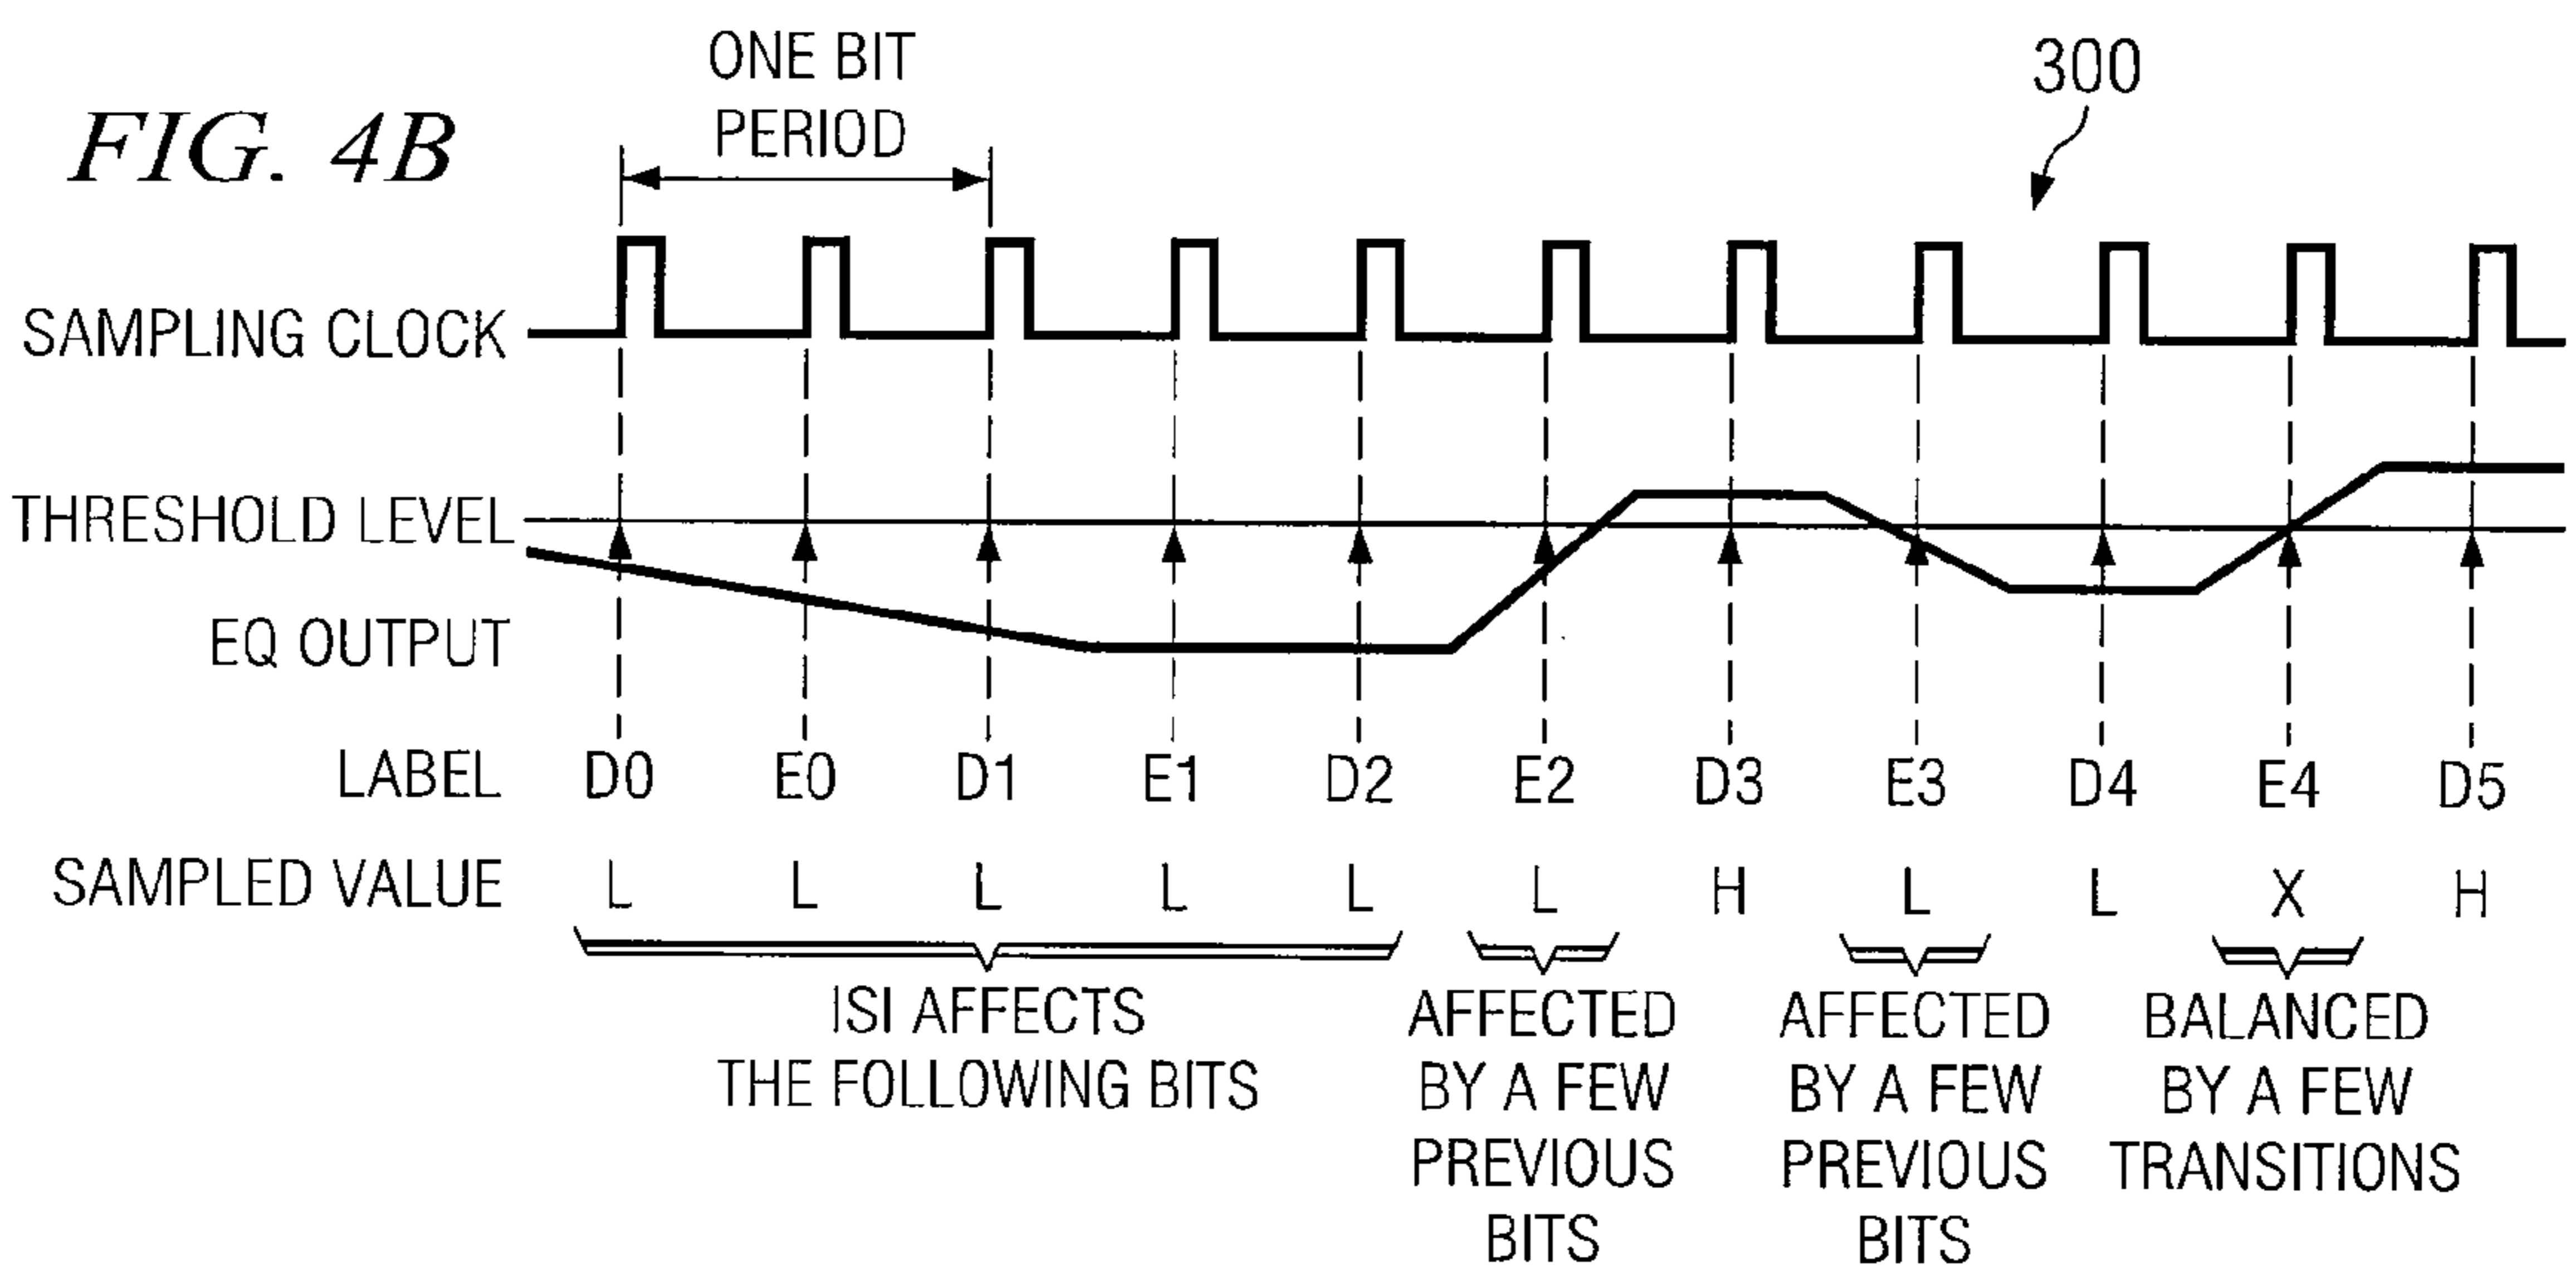 FIG. 4B
ONE BIT
PERIOD
300
SAMPLING CLOCK
THRESHOLD LEVEL
EQ OUTPUT
LABEL D0 E0 D1 E1 D2 E2 D3 E3 D4 E4 D5
SAMPLED VALUE L L L L L L H L L X H
ISI AFFECTS
THE FOLLOWING BITS
AFFECTED
BY A FEW
PREVIOUS
BITS
AFFECTED
BY A FEW
PREVIOUS
BITS
BALANCED
BY A FEW
TRANSITIONS